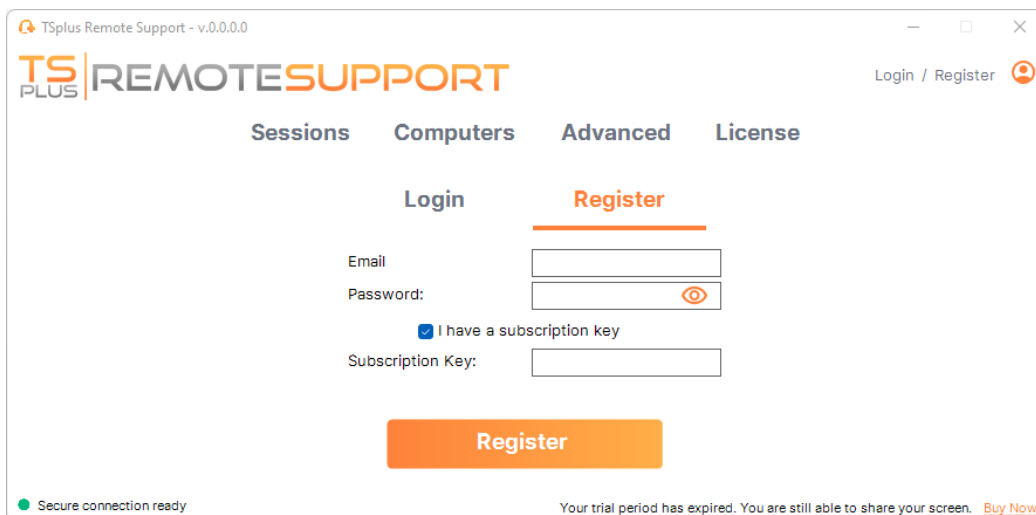 TSplus Remote Support - v.0.0.0.0
TS PLUS REMOTESUPPORT
Login / Register
Sessions Computers Advanced License
Login Register
Email
Password:
I have a subscription key
Subscription Key:
Register
Secure connection ready
Your trial period has expired. You are still able to share your screen. Buy Now